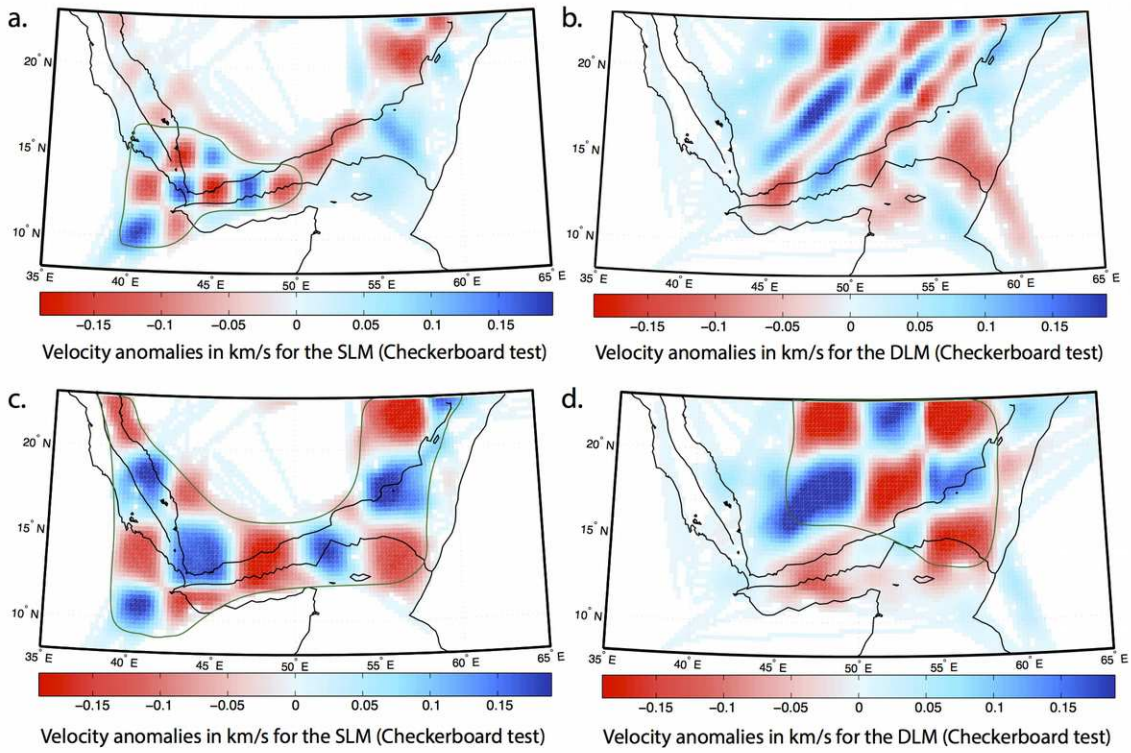 a.
20° N
15° N
10° N
35° E
40° E
45° E
50° E
55° E
60° E
65° E
−0.15 −0.1 −0.05 0 0.05 0.1 0.15
Velocity anomalies in km/s for the SLM (Checkerboard test)
b.
20° N
15° N
10° N
35° E
40° E
45° E
50° E
55° E
60° E
65° E
−0.15 −0.1 −0.05 0 0.05 0.1 0.15
Velocity anomalies in km/s for the DLM (Checkerboard test)
c.
20° N
15° N
10° N
35° E
40° E
45° E
50° E
55° E
60° E
65° E
−0.15 −0.1 −0.05 0 0.05 0.1 0.15
Velocity anomalies in km/s for the SLM (Checkerboard test)
d.
20° N
15° N
10° N
35° E
40° E
45° E
50° E
55° E
60° E
65° E
−0.15 −0.1 −0.05 0 0.05 0.1 0.15
Velocity anomalies in km/s for the DLM (Checkerboard test)